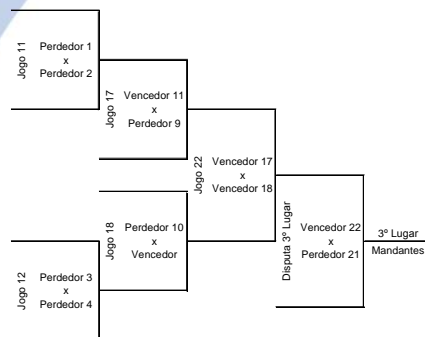 Jogo 11
Perdedor 1
x
Perdedor 2
Jogo 17
Vencedor 11
x
Perdedor 9
Jogo 22
Vencedor 17
x
Vencedor 18
Jogo 18
Perdedor 10
x
Vencedor
Jogo 12
Perdedor 3
x
Perdedor 4
Disputa 3º Lugar
Vencedor 22
x
Perdedor 21
3º Lugar
Mandantes